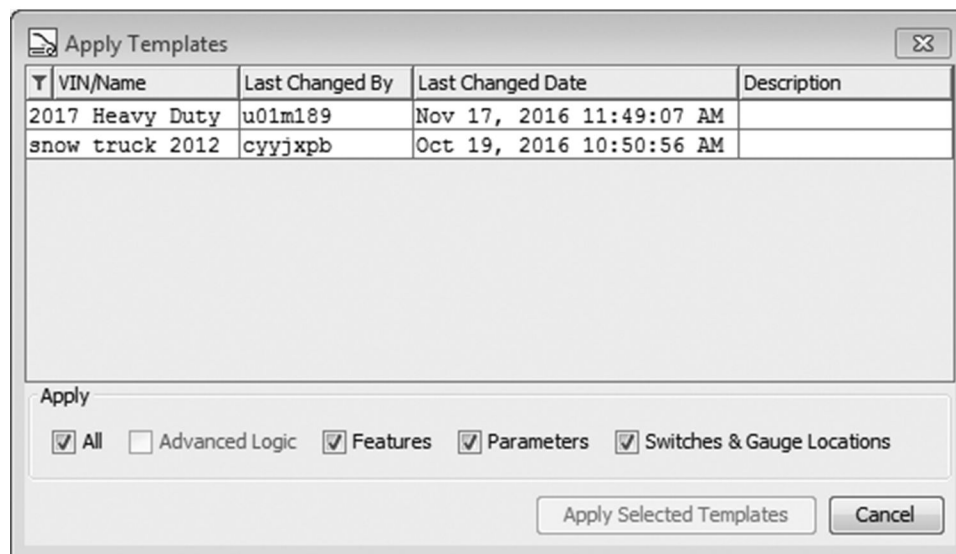 Apply Templates
VIN/Name Last Changed By Last Changed Date Description
2017 Heavy Duty u01m189 Nov 17, 2016 11:49:07 AM
snow truck 2012 cyyjxpb Oct 19, 2016 10:50:56 AM
Apply
All Advanced Logic Features Parameters Switches & Gauge Locations
Apply Selected Templates Cancel